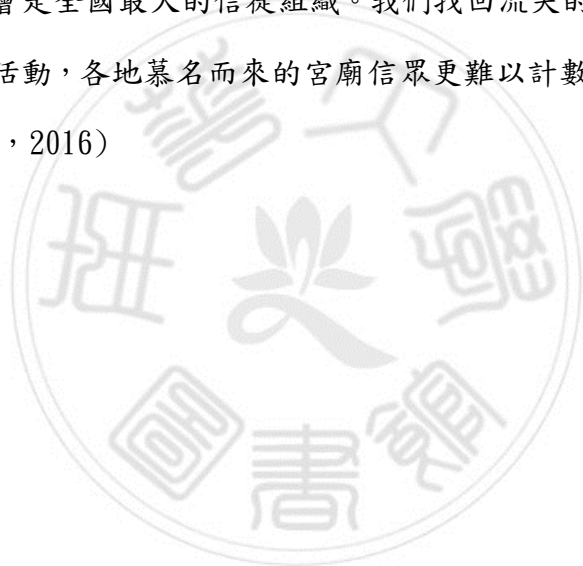 會是全國最大的信徒組織。我們找回流失的
活動，各地慕名而來的宮廟信眾更難以計數
，2016)
書